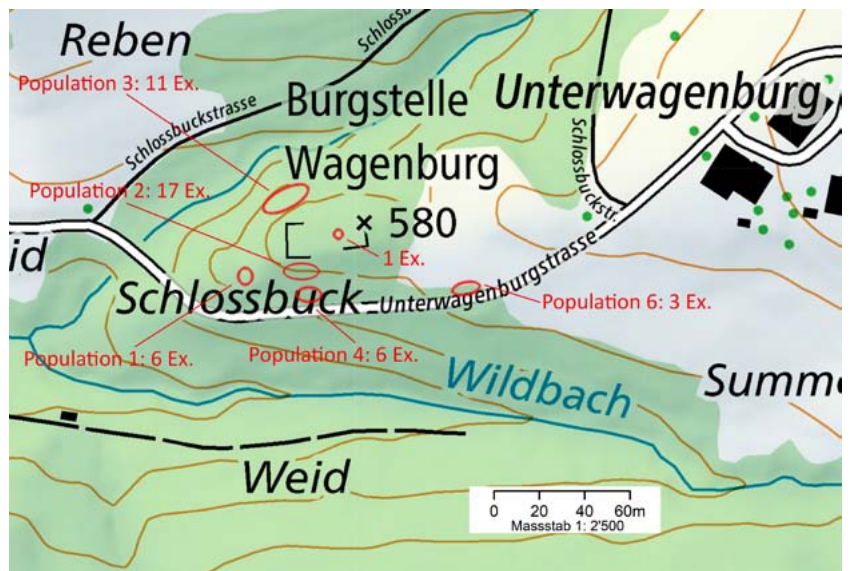 Reben
Schlossb
Population 3: 11 Ex.
Burgstelle
Unterwagenburg
Schlossbuckstrasse
Wagenburg
Population 2: 17 Ex.
Schlossbuckstr.
580
id
1 Ex.
Schlossbuck
Unterwagenburgstrasse
Population 6: 3 Ex.
Population 1: 6 Ex.
Population 4: 6 Ex.
Wildbach
Summe
Weid
0 20 40 60m
Massstab 1: 2'500